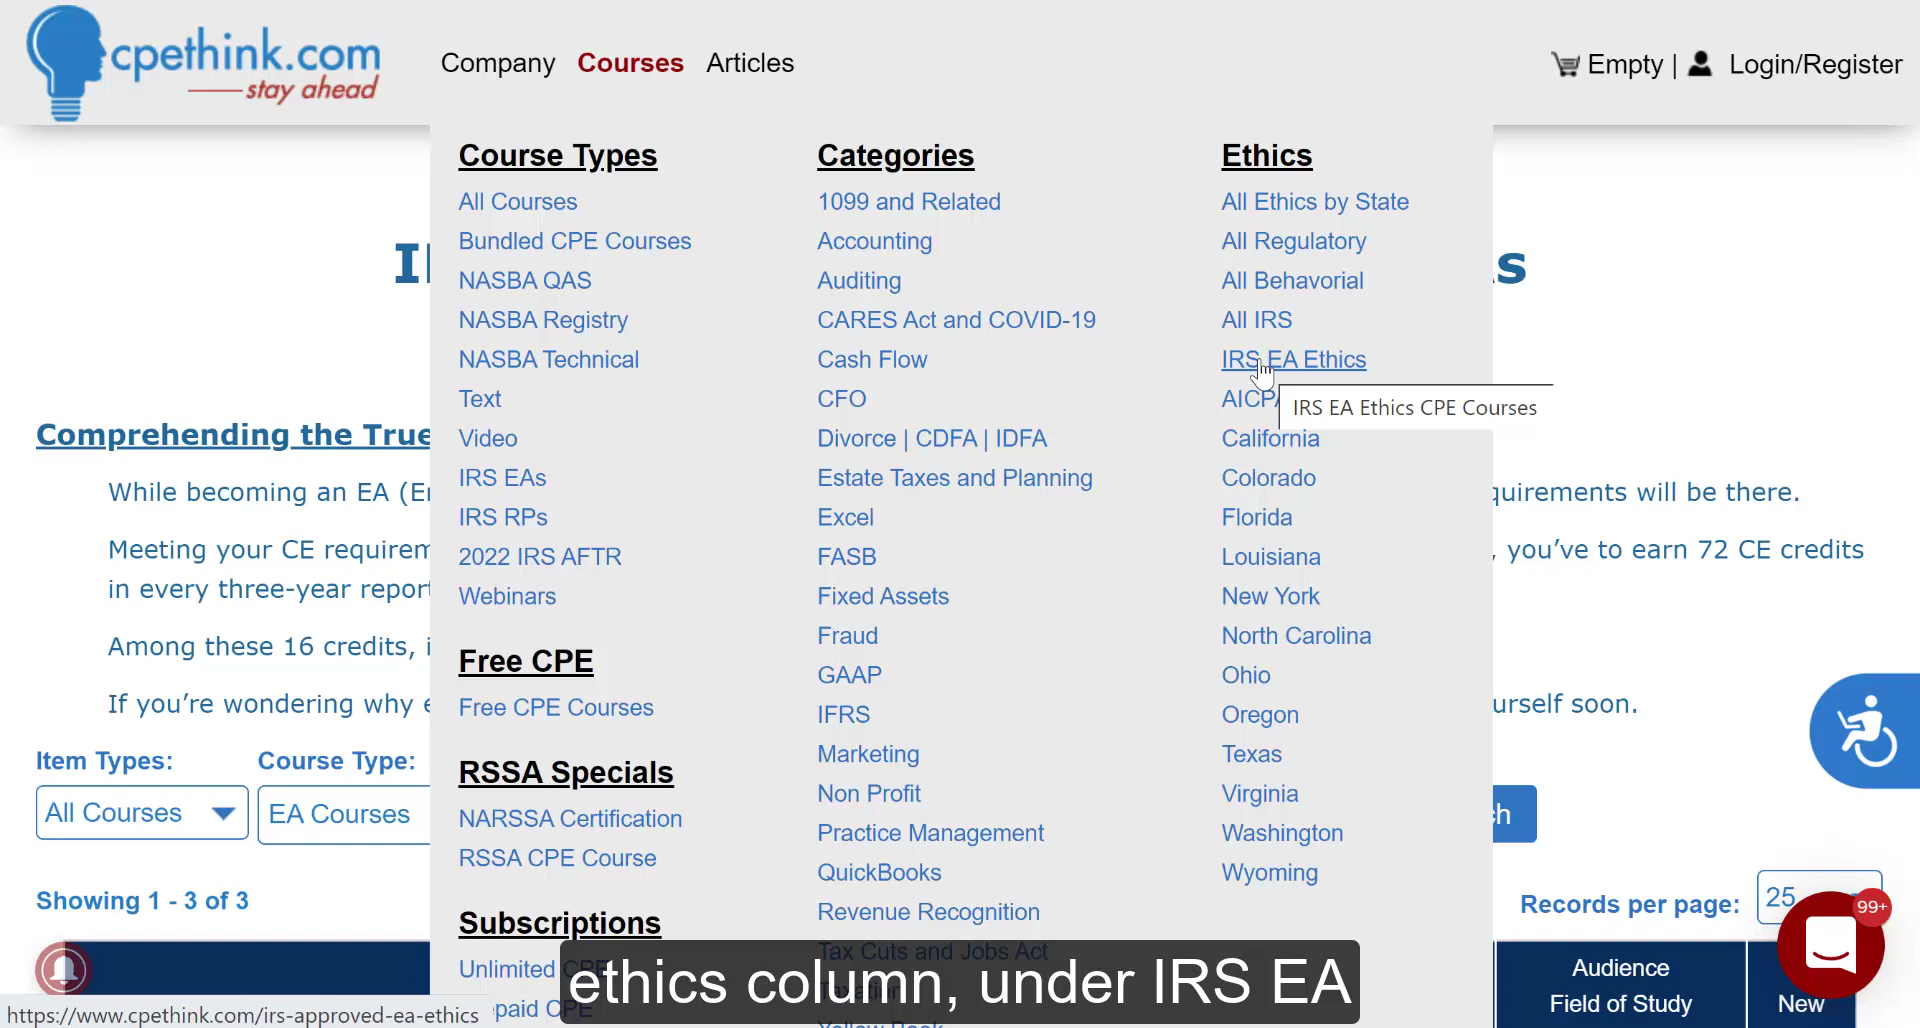 cpethink.com
stay ahead
Company Courses Articles
Empty | Login/Register
Course Types
All Courses
Bundled CPE Courses
NASBA QAS
NASBA Registry
NASBA Technical
Text
Video
IRS EAs
IRS RPs
2022 IRS AFTR
Webinars
Free CPE
Free CPE Courses
RSSA Specials
NARSSA Certification
RSSA CPE Course
Subscriptions
Unlimited CPE
paid CPE
Categories
1099 and Related
Accounting
Auditing
CARES Act and COVID-19
Cash Flow
CFO
Divorce | CDFA | IDFA
Estate Taxes and Planning
Excel
FASB
Fixed Assets
Fraud
GAAP
IFRS
Marketing
Non Profit
Practice Management
QuickBooks
Revenue Recognition
Tax Cuts and Jobs Act
Taxation
Yellow Book
Ethics
All Ethics by State
All Regulatory
All Behavorial
All IRS
IRS EA Ethics
AICPA
IRS EA Ethics CPE Courses
California
Colorado
Florida
Louisiana
New York
North Carolina
Ohio
Oregon
Texas
Virginia
Washington
Wyoming
Comprehending the True
While becoming an EA (E
quirements will be there.
Meeting your CE requirem
, you've to earn 72 CE credits
in every three-year report
Among these 16 credits, i
If you're wondering why e
urself soon.
Item Types:
Course Type:
All Courses
EA Courses
ch
Showing 1 - 3 of 3
Records per page:
25
99+
Audience
Field of Study
New
ethics column, under IRS EA
https://www.cpethink.com/irs-approved-ea-ethics